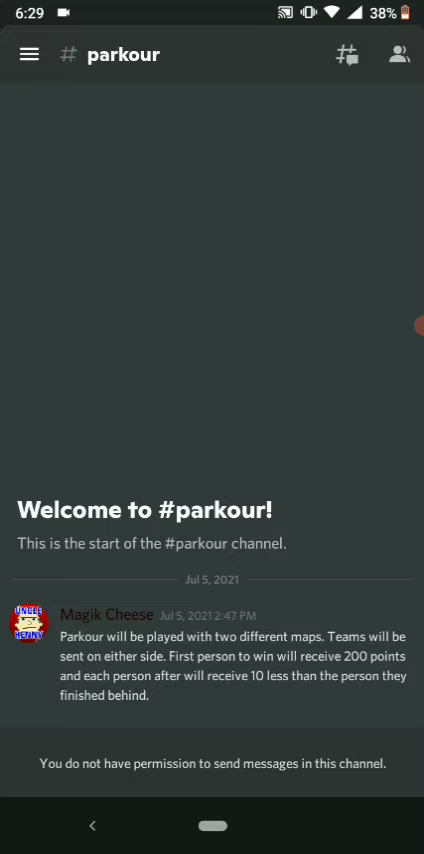 6:29
38%
# parkour
Welcome to #parkour!
This is the start of the #parkour channel.
Jul 5, 2021
UNCLE
HENNY
Magik Cheese Jul 5, 2021 2:47 PM
Parkour will be played with two different maps. Teams will be
sent on either side. First person to win will receive 200 points
and each person after will receive 10 less than the person they
finished behind.
You do not have permission to send messages in this channel.